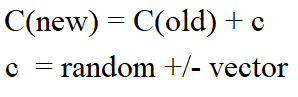 C(new) = C(old) + c
c = random +/- vector